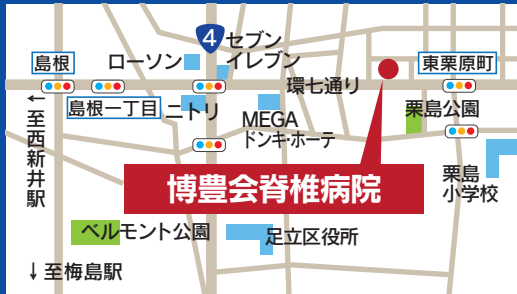 4
セブン
イレブン
ローソン
島根
島根一丁目
ニトリ
MEGA
ドンキ・ホーテ
環七通り
東栗原町
栗島公園
栗島
小学校
←至西新井駅
博豊会脊椎病院
ベルモント公園
足立区役所
↓至梅島駅